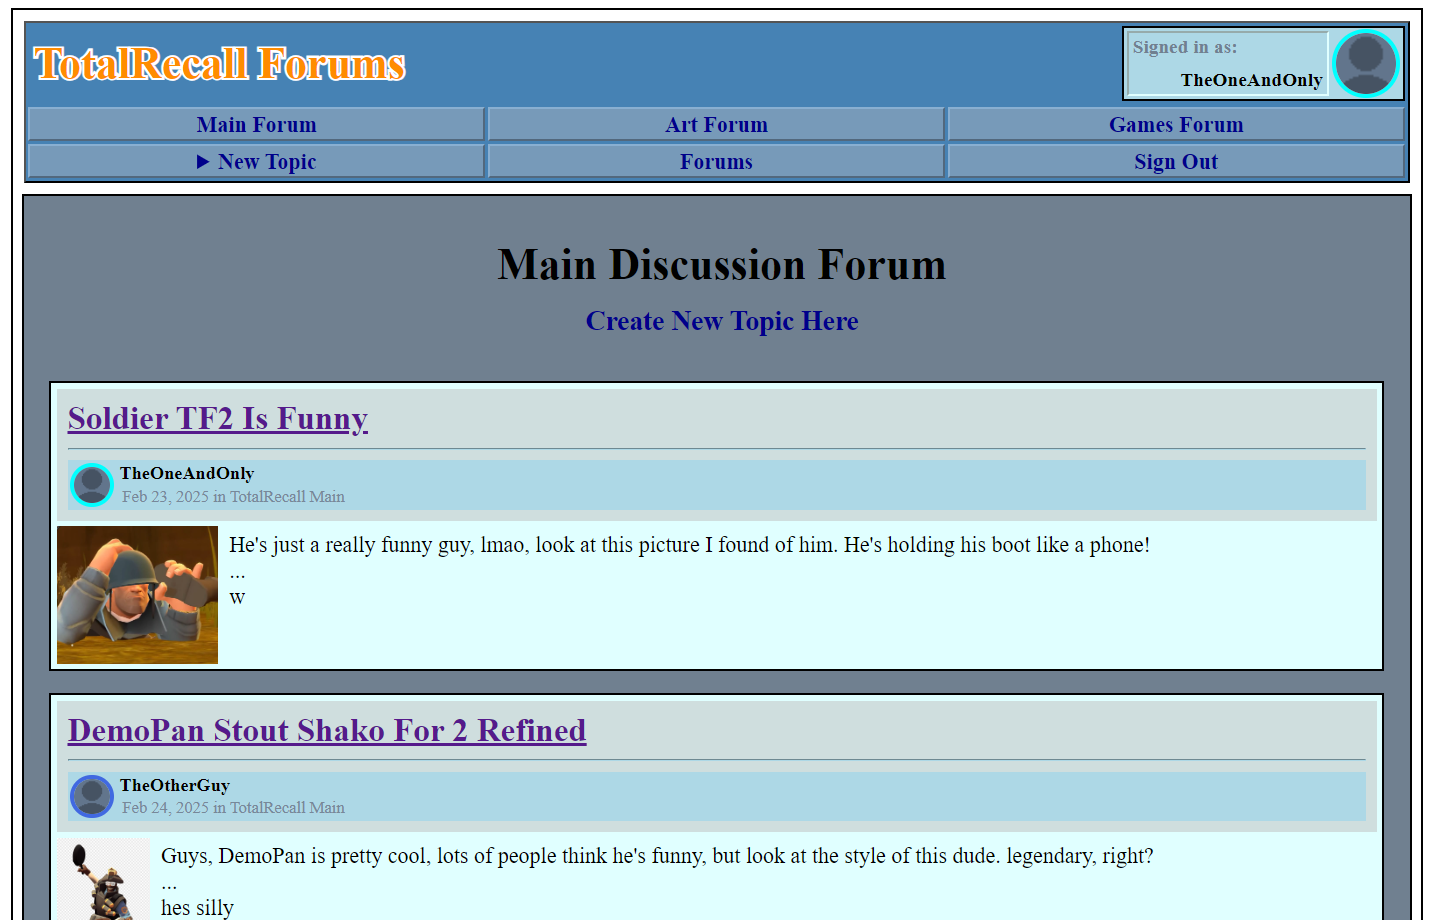 TotalRecall Forums
Signed in as:
TheOneAndOnly
Main Forum
Art Forum
Games Forum
▶ New Topic
Forums
Sign Out
Main Discussion Forum
Create New Topic Here
Soldier TF2 Is Funny
TheOneAndOnly
Feb 23, 2025 in TotalRecall Main
He's just a really funny guy, lmao, look at this picture I found of him. He's holding his boot like a phone!
...
w
DemoPan Stout Shako For 2 Refined
TheOtherGuy
Feb 24, 2025 in TotalRecall Main
Guys, DemoPan is pretty cool, lots of people think he's funny, but look at the style of this dude. legendary, right?
...
hes silly